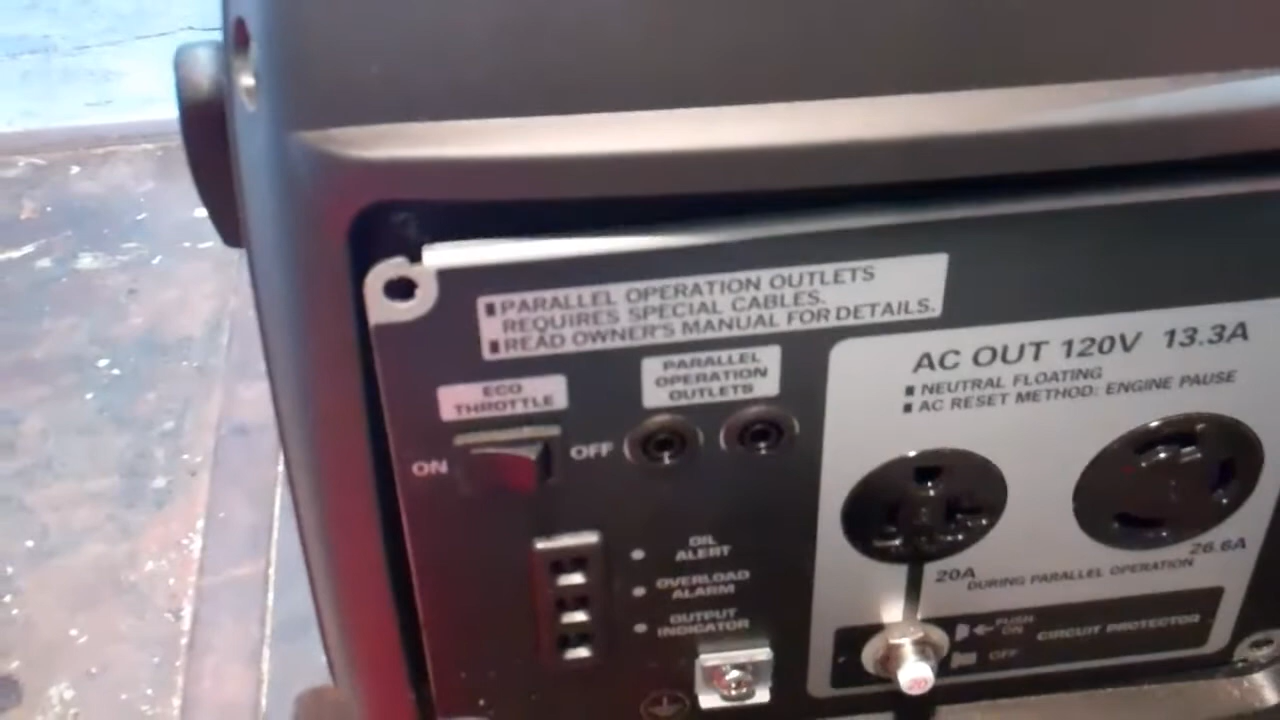 ▮ PARALLEL OPERATION OUTLETS
REQUIRES SPECIAL CABLES.
▮ READ OWNER'S MANUAL FOR DETAILS.
ECO
THROTTLE
ON
OFF
PARALLEL
OPERATION
OUTLETS
OIL
ALERT
OVERLOAD
ALARM
OUTPUT
INDICATOR
AC OUT 120V 13.3A
▮ NEUTRAL FLOATING
▮ AC RESET METHOD: ENGINE PAUSE
20A
26.6A
DURING PARALLEL OPERATION
PUSH
ON
OFF
CIRCUIT PROTECTOR
20